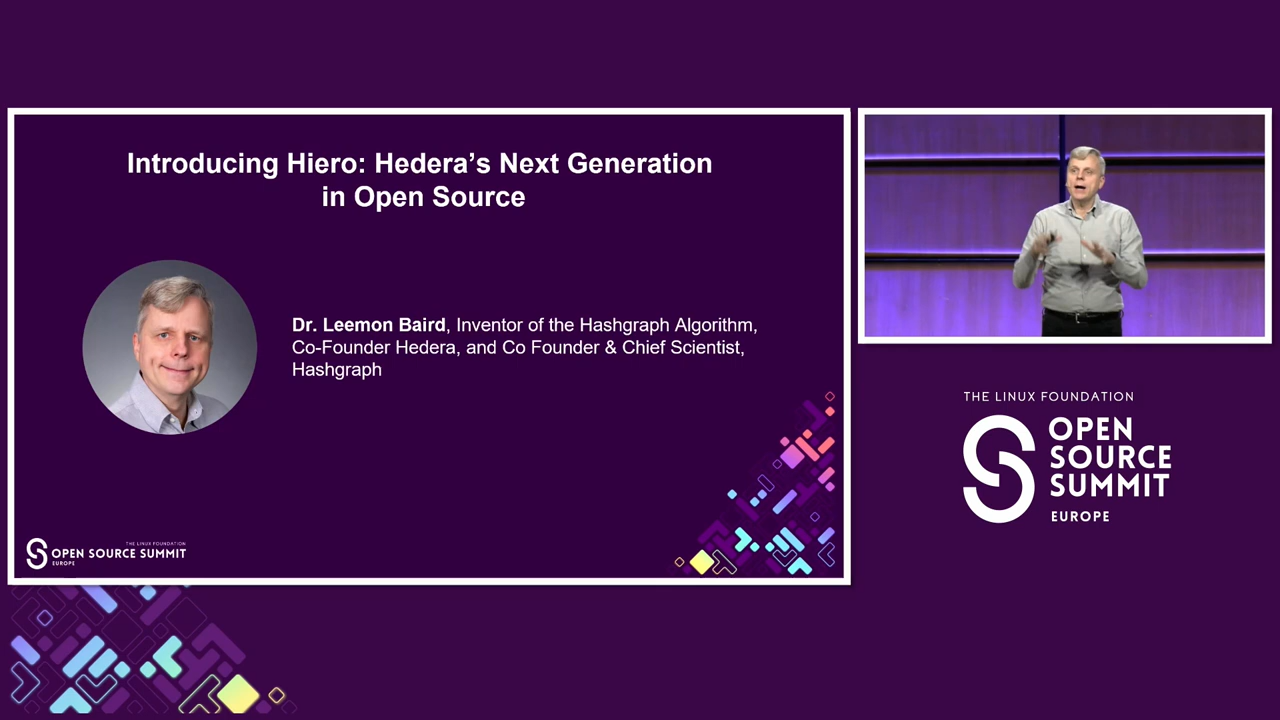 Introducing Hiero: Hedera’s Next Generation
in Open Source
Dr. Leemon Baird, Inventor of the Hashgraph Algorithm,
Co-Founder Hedera, and Co Founder & Chief Scientist,
Hashgraph
THE LINUX FOUNDATION
OPEN SOURCE SUMMIT
EUROPE
THE LINUX FOUNDATION
OPEN
SOURCE
SUMMIT
EUROPE